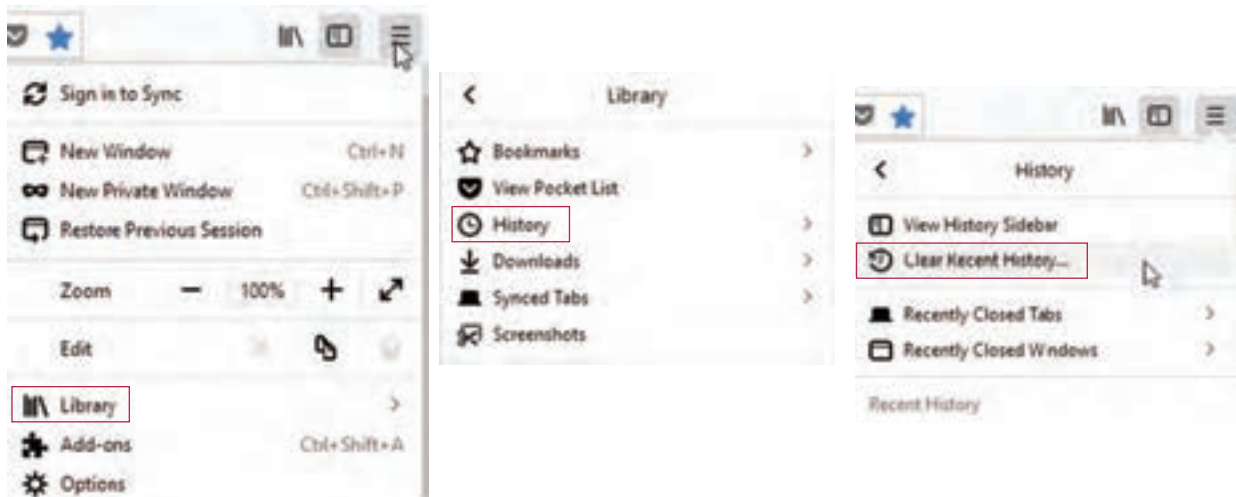 Sign in to Sync
New Window Ctrl+N
New Private Window Ctrl+Shift+P
Restore Previous Session
Zoom 100%
Edit
Library
Add-ons Ctrl+Shift+A
Options
Library
Bookmarks
View Pocket List
History
Downloads
Synced Tabs
Screenshots
History
View History Sidebar
Clear Recent History...
Recently Closed Tabs
Recently Closed Windows
Recent History